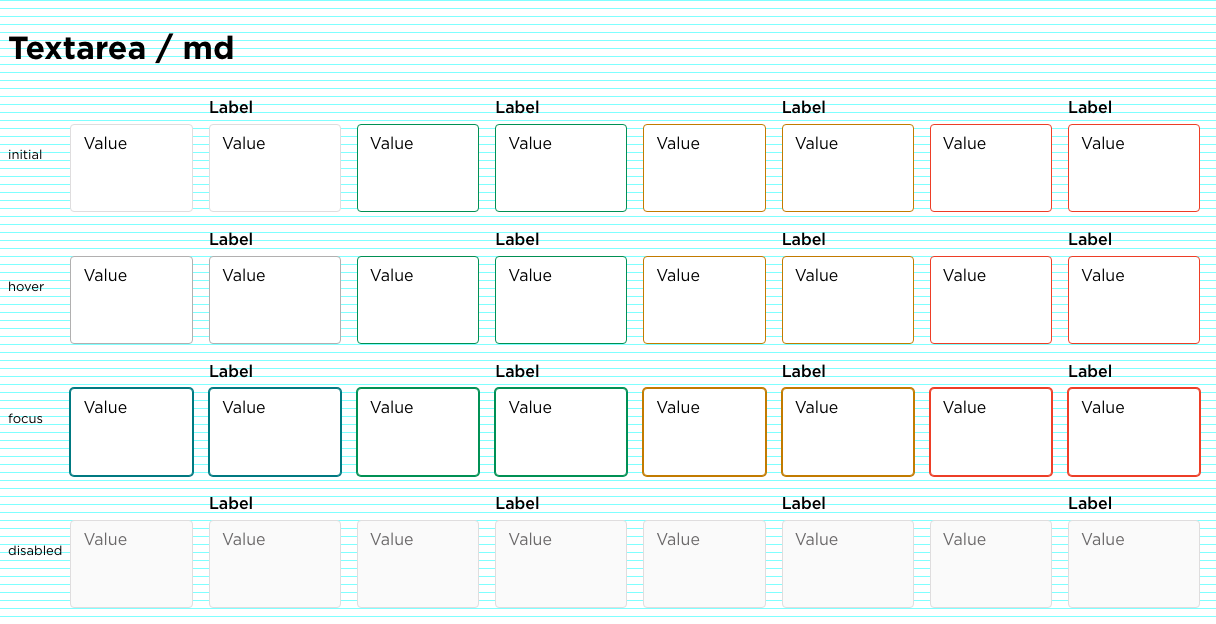 Textarea / md
Label Label Label Label
initial Value Value Value Value Value Value Value Value
Label Label Label Label
hover Value Value Value Value Value Value Value Value
Label Label Label Label
focus Value Value Value Value Value Value Value Value
Label Label Label Label
disabled Value Value Value Value Value Value Value Value